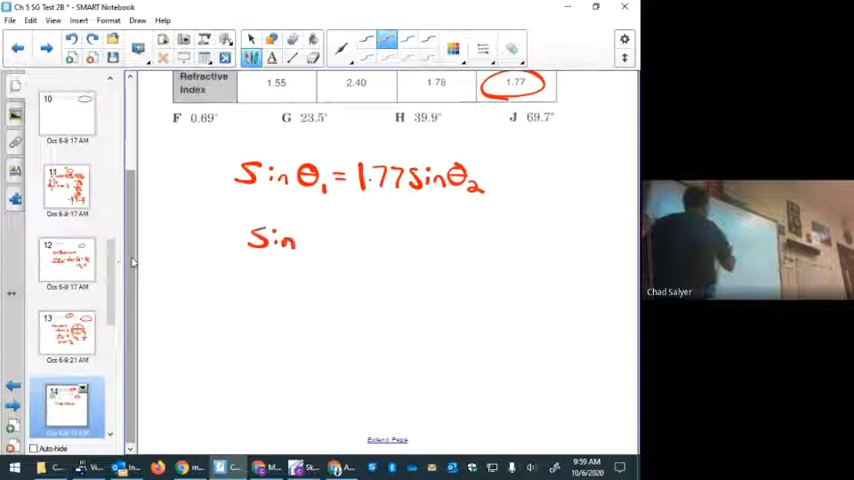 Ch 5 SG Test 2B * - SMART Notebook
File Edit View Insert Format Draw Help
Refractive Index 1.55 2.40 1.78 1.77
F 0.69° G 23.5° H 39.9° J 69.7°
Sin θ₁ = 1.77 Sin θ₂
Sin
10
Oct 6-9:17 AM
11
Oct 6-9:17 AM
12
Oct 6-9:17 AM
13
Oct 6-9:21 AM
14
Auto-hide
Extend Page
Chad Salyer
9:59 AM
10/6/2020